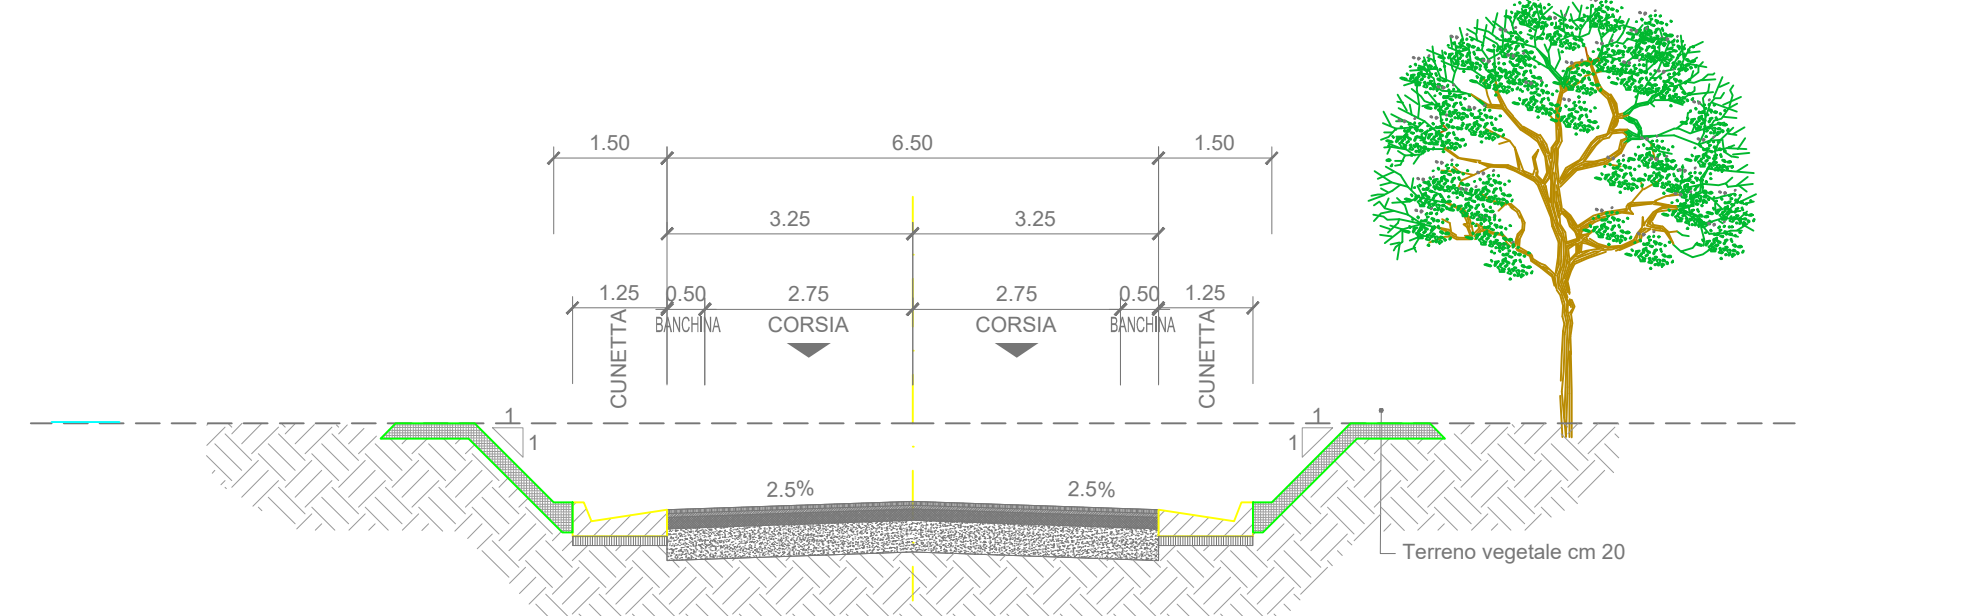 1.50 6.50 1.50
3.25 3.25
1.25 0.50 2.75 2.75 0.50 1.25
BANCHINA CORSIA CORSIA BANCHINA
CUNETTA CUNETTA
1 1
1 1
2.5% 2.5%
Terreno vegetale cm 20